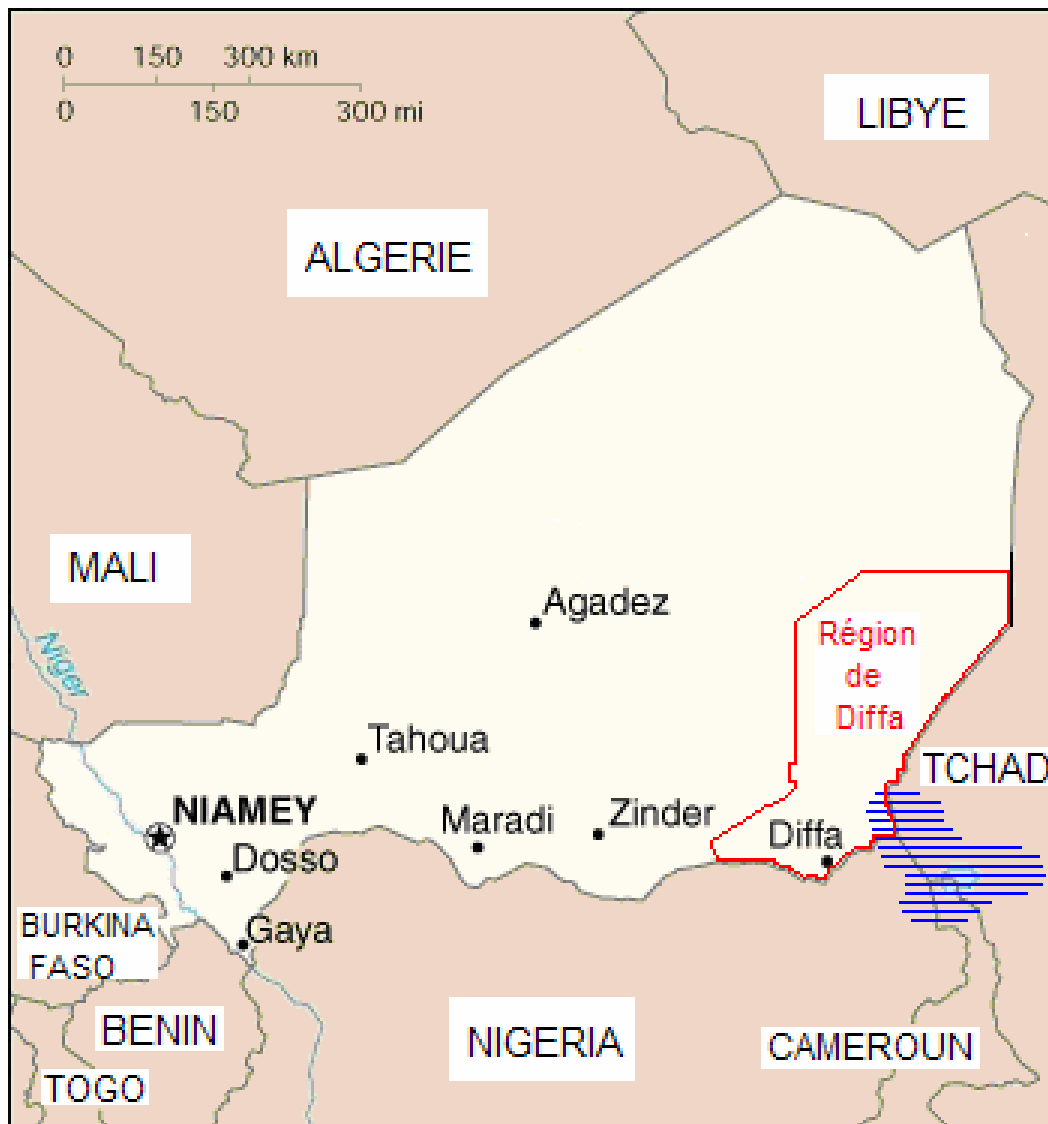 0 150 300 km
0 150 300 mi
LIBYE
ALGERIE
MALI
Niger
Agadez
Région
de
Diffa
Tahoua
TCHAD
NIAMEY
Maradi
Zinder
Diffa
Dosso
BURKINA
FASO
Gaya
BENIN
NIGERIA
CAMEROUN
TOGO